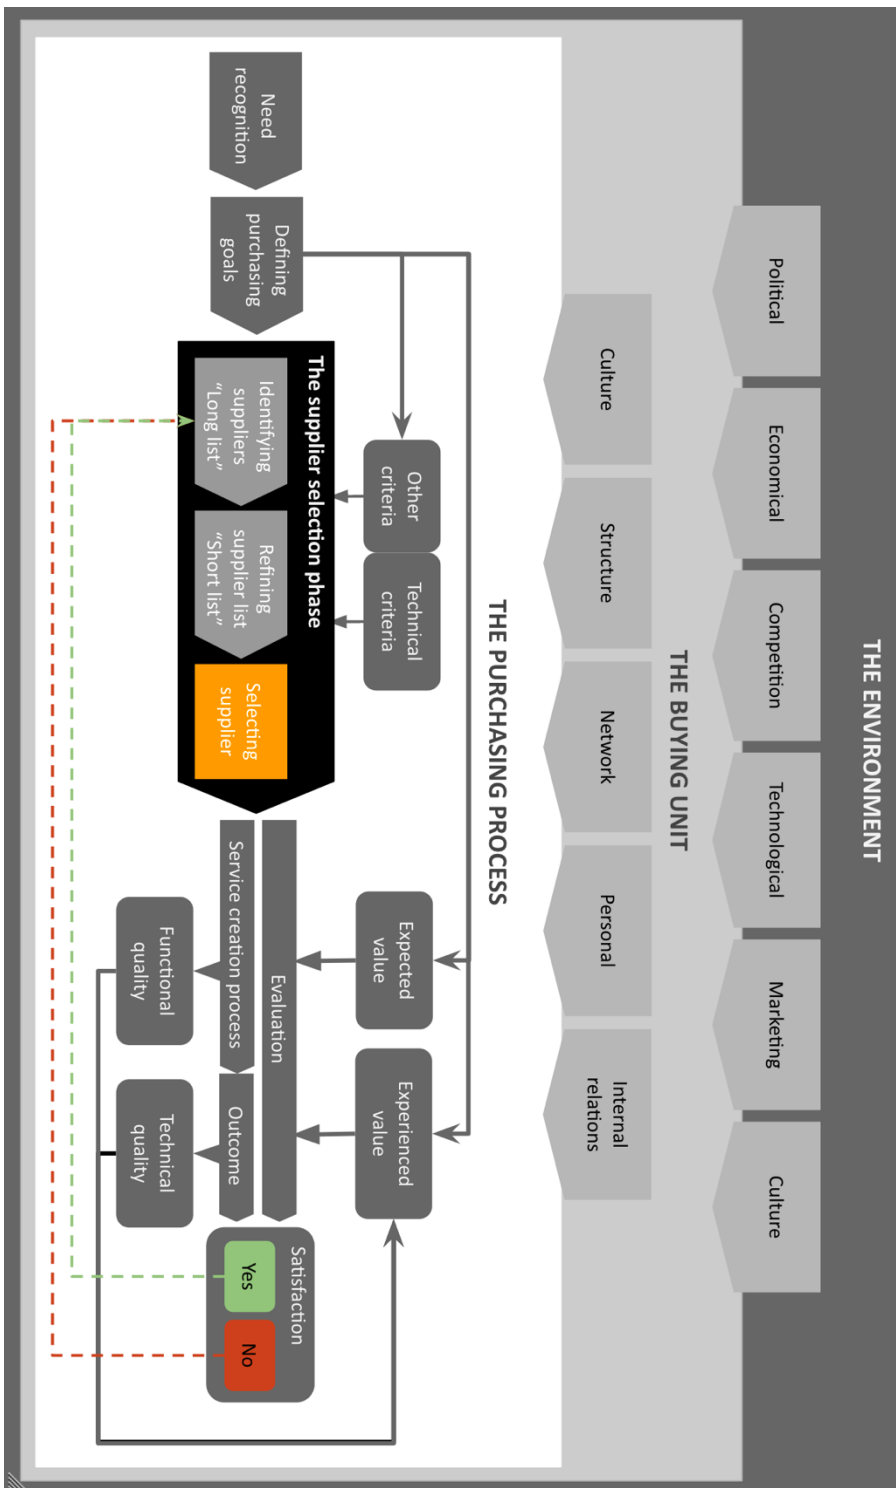 THE ENVIRONMENT
Political
Economical
Competition
Technological
Marketing
Culture
THE BUYING UNIT
Culture
Structure
Network
Personal
Internal
relations
THE PURCHASING PROCESS
Other
criteria
Technical
criteria
Expected
value
Experienced
value
Need
recognition
Defining
purchasing
goals
The supplier selection phase
Identifying
suppliers
“Long list”
Refining
supplier list
“Short list”
Selecting
supplier
Evaluation
Service creation process
Outcome
Satisfaction
Yes
No
Functional
quality
Technical
quality